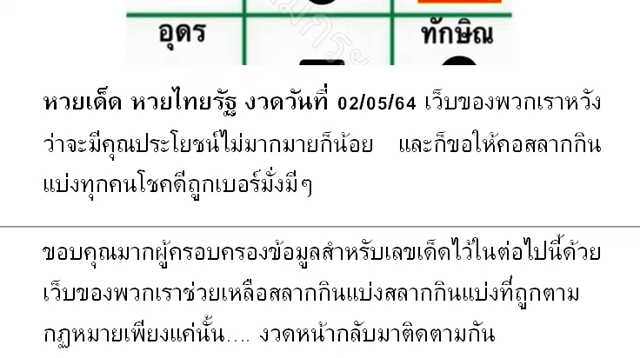 อุดร ทักษิณ
หวยเด็ด หวยไทยรัฐ งวดวันที่ 02/05/64 เว็บของพวกเราหวัง
ว่าจะมีคุณประโยชน์ไม่มากมายก็น้อย และก็ขอให้คอสลากกิน
แบ่งทุกคนโชคดีถูกเบอร์มั่งมีๆ
ขอบคุณมากผู้ครอบครองข้อมูลสำหรับเลขเด็ดไว้ในต่อไปนี้ด้วย
เว็บของพวกเราช่วยเหลือสลากกินแบ่งสลากกินแบ่งที่ถูกตาม
กฏหมายเพียงแค่นั้น…. งวดหน้ากลับมาติดตามกัน